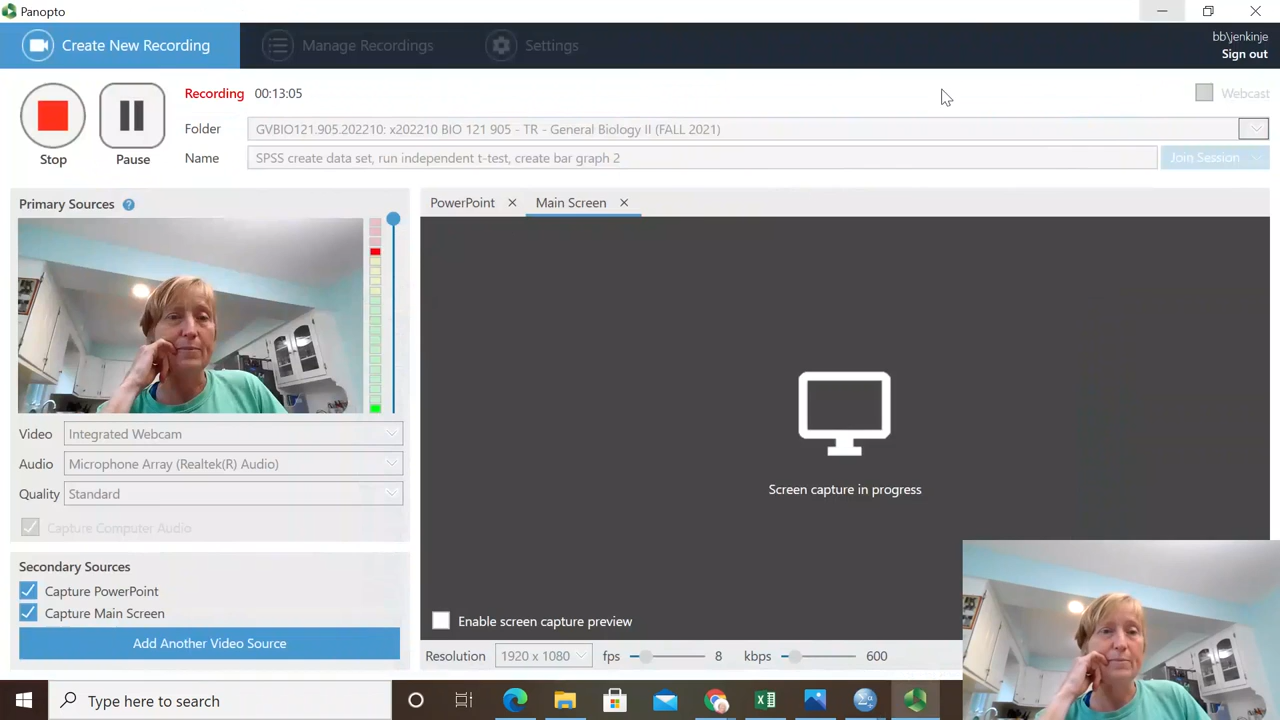 Panopto
Create New Recording
Manage Recordings
Settings
bb\jenkinje
Sign out
Recording 00:13:05
Webcast
Folder GVBIO121.905.202210: x202210 BIO 121 905 - TR - General Biology II (FALL 2021)
Stop
Pause
Name SPSS create data set, run independent t-test, create bar graph 2
Join Session
Primary Sources ?
PowerPoint
Main Screen
Video Integrated Webcam
Audio Microphone Array (Realtek(R) Audio)
Quality Standard
Capture Computer Audio
Screen capture in progress
Secondary Sources
Capture PowerPoint
Capture Main Screen
Add Another Video Source
Enable screen capture preview
Resolution 1920 x 1080 fps 8 kbps 600
Type here to search